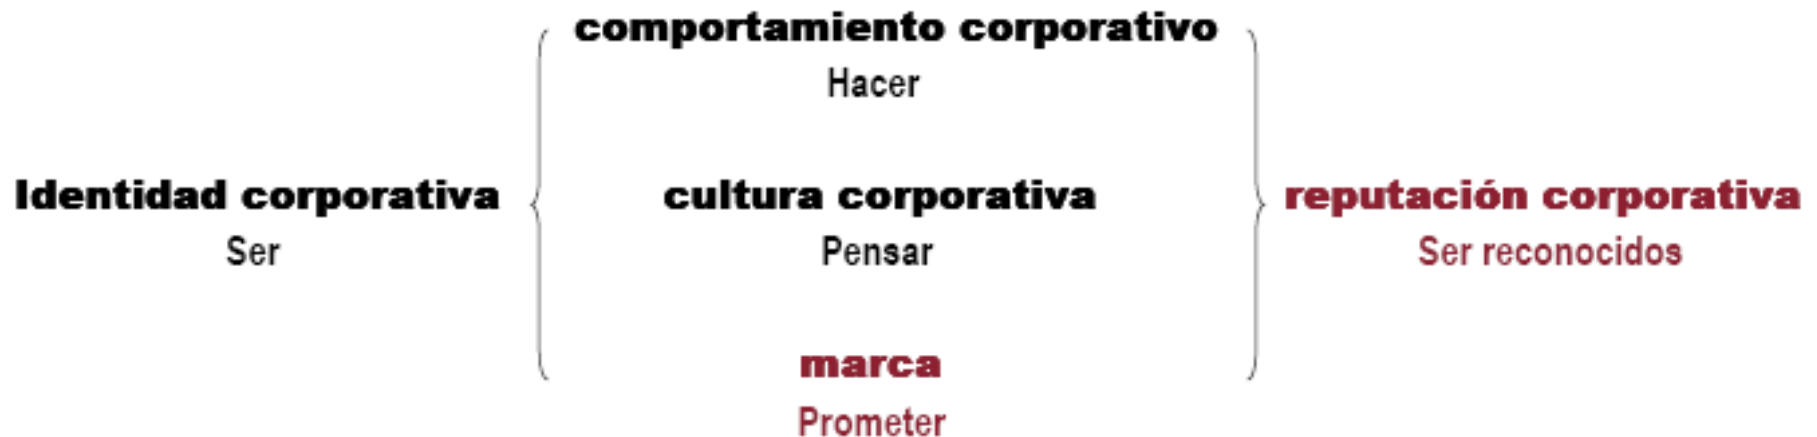 comportamiento corporativo
Hacer
Identidad corporativa
Ser
cultura corporativa
Pensar
marca
Prometer
reputación corporativa
Ser reconocidos